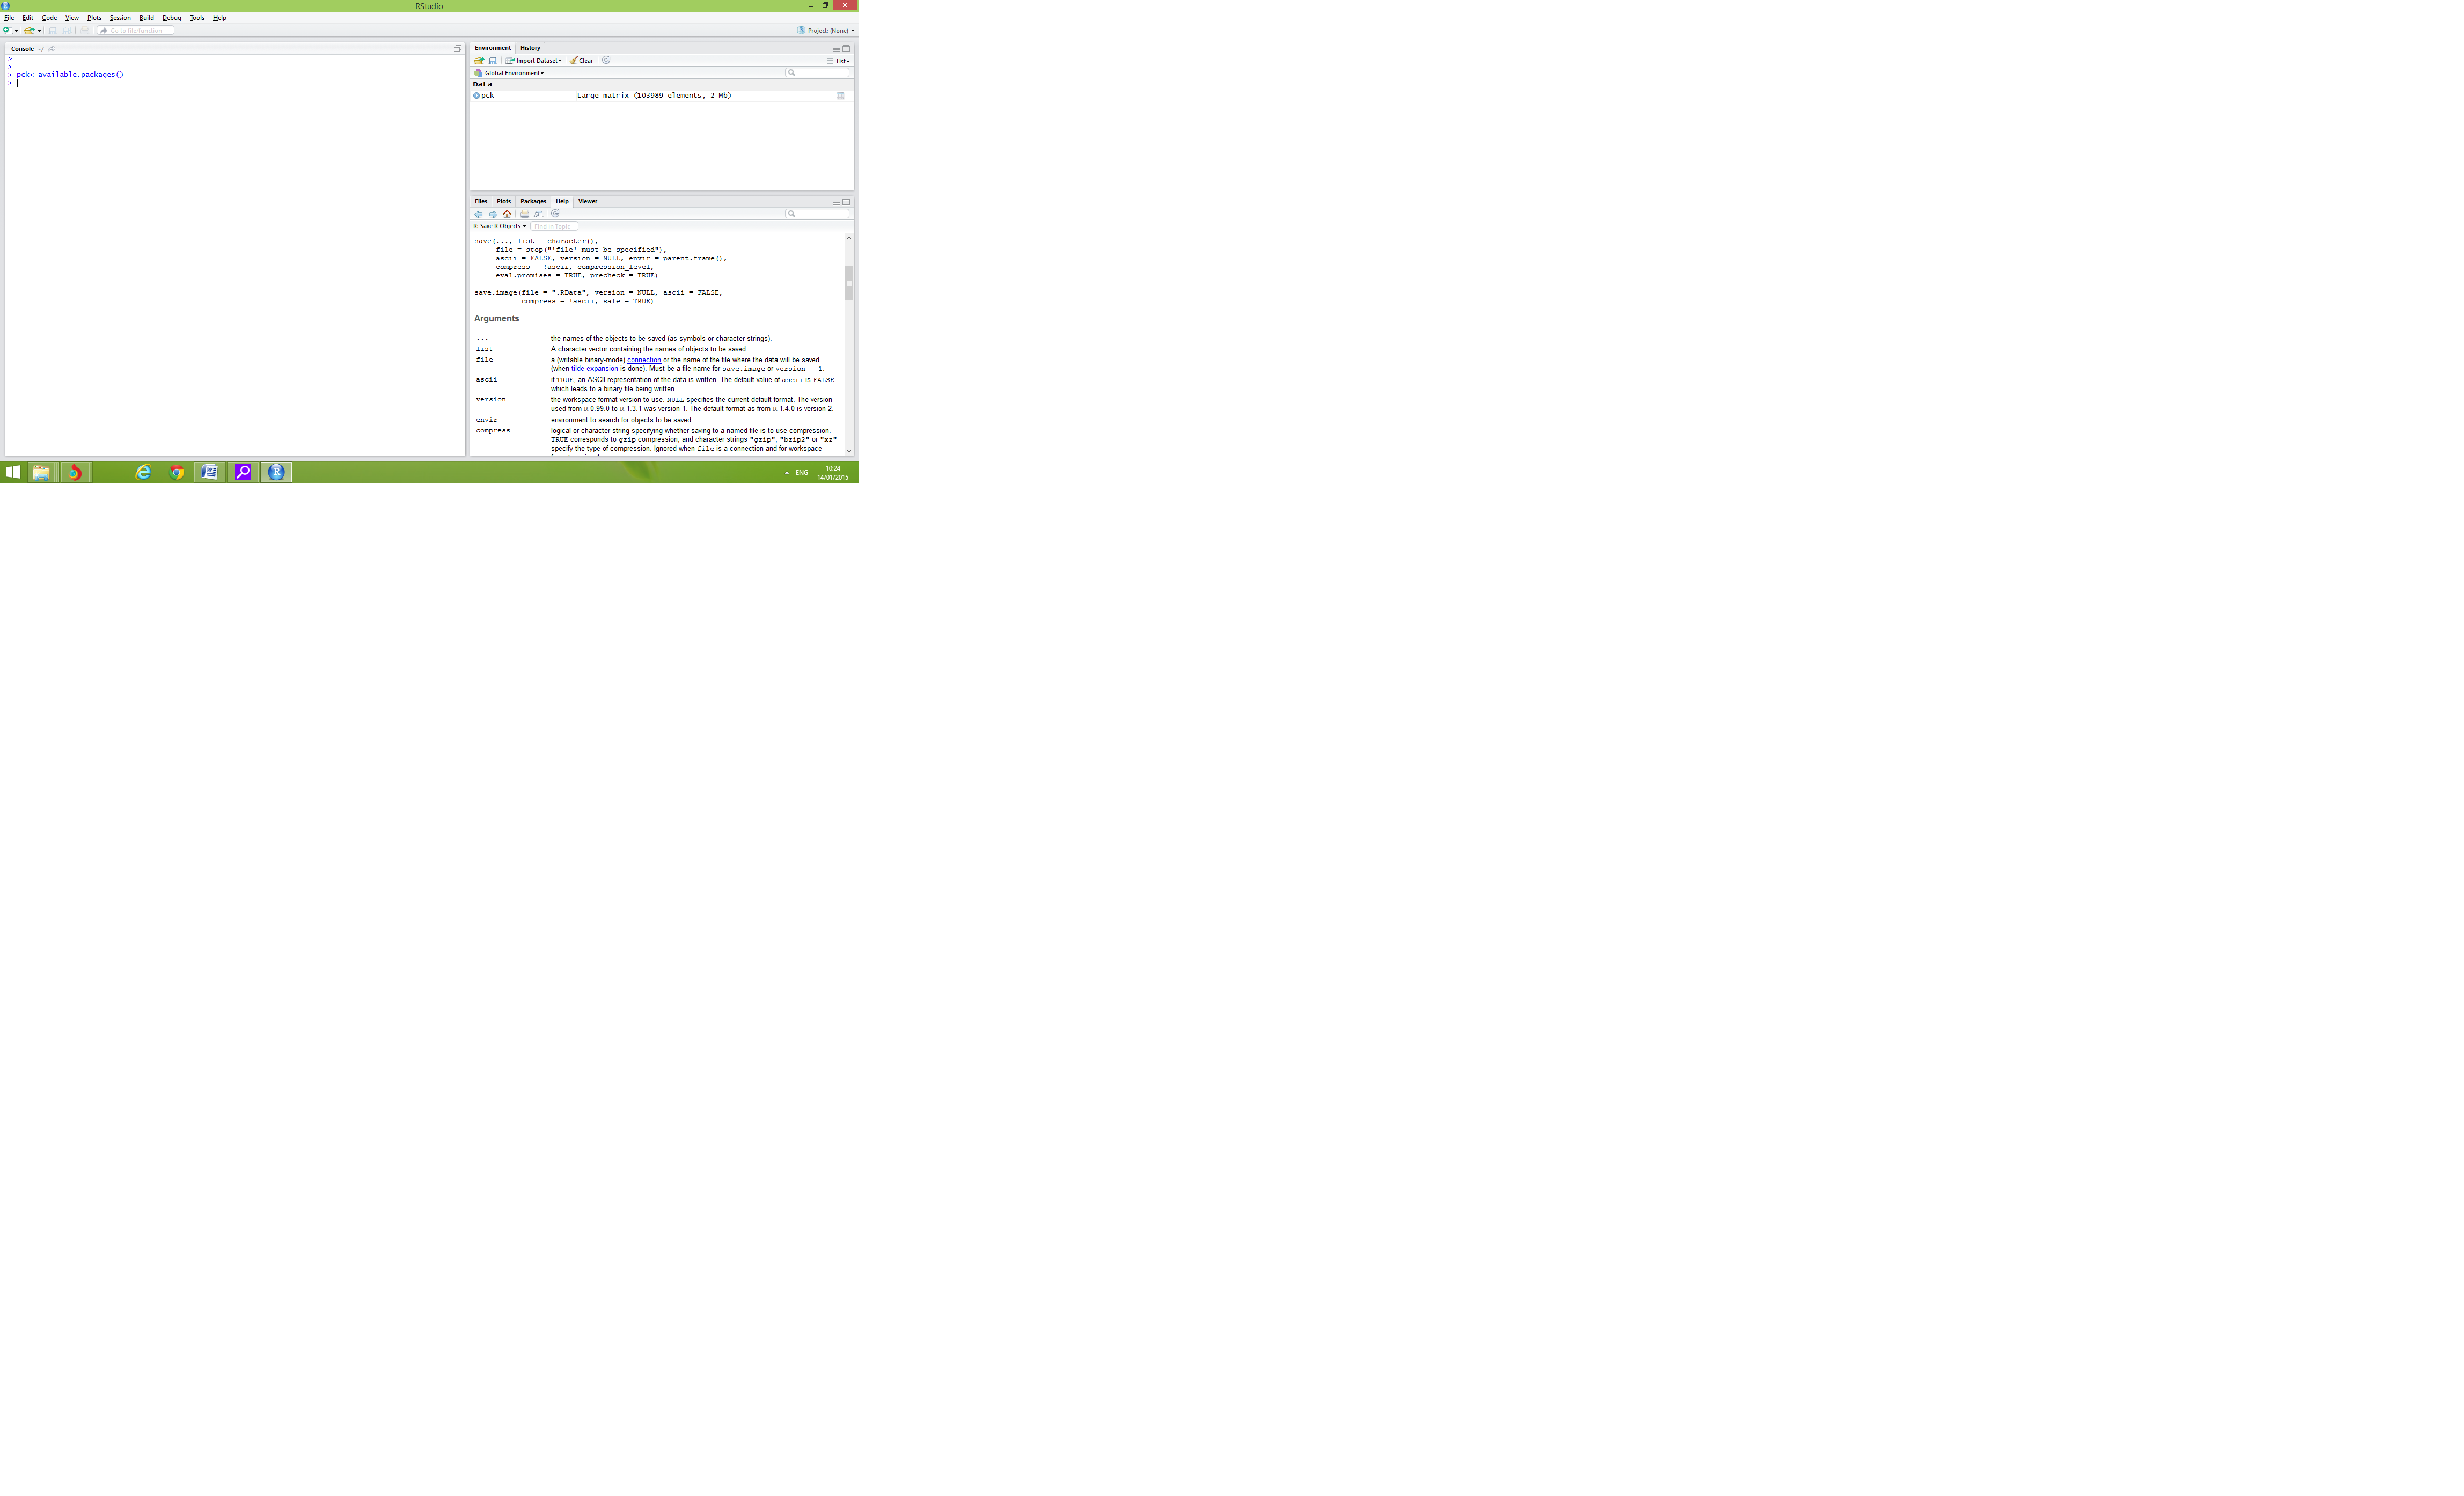 RStudio
File Edit Code View Plots Session Build Debug Tools Help
Go to file/function
Project: (None)
Console ~/
>
>
> pck<-available.packages()
>
Environment History
Import Dataset Clear List
Global Environment
Data
pck Large matrix (103989 elements, 2 Mb)
Files Plots Packages Help Viewer
R: Save R Objects Find in Topic
save(..., list = character(),
file = stop("'file' must be specified"),
ascii = FALSE, version = NULL, envir = parent.frame(),
compress = !ascii, compression_level,
eval.promises = TRUE, precheck = TRUE)
save.image(file = ".RData", version = NULL, ascii = FALSE,
compress = !ascii, safe = TRUE)
Arguments
... the names of the objects to be saved (as symbols or character strings).
list A character vector containing the names of objects to be saved.
file a (writable binary-mode) connection or the name of the file where the data will be saved
(when tilde expansion is done). Must be a file name for save.image or version = 1.
ascii if TRUE, an ASCII representation of the data is written. The default value of ascii is FALSE
which leads to a binary file being written.
version the workspace format version to use. NULL specifies the current default format. The version
used from R 0.99.0 to R 1.3.1 was version 1. The default format as from R 1.4.0 is version 2.
envir environment to search for objects to be saved.
compress logical or character string specifying whether saving to a named file is to use compression.
TRUE corresponds to gzip compression, and character strings "gzip", "bzip2" or "xz"
specify the type of compression. Ignored when file is a connection and for workspace
ENG
10:24
14/01/2015